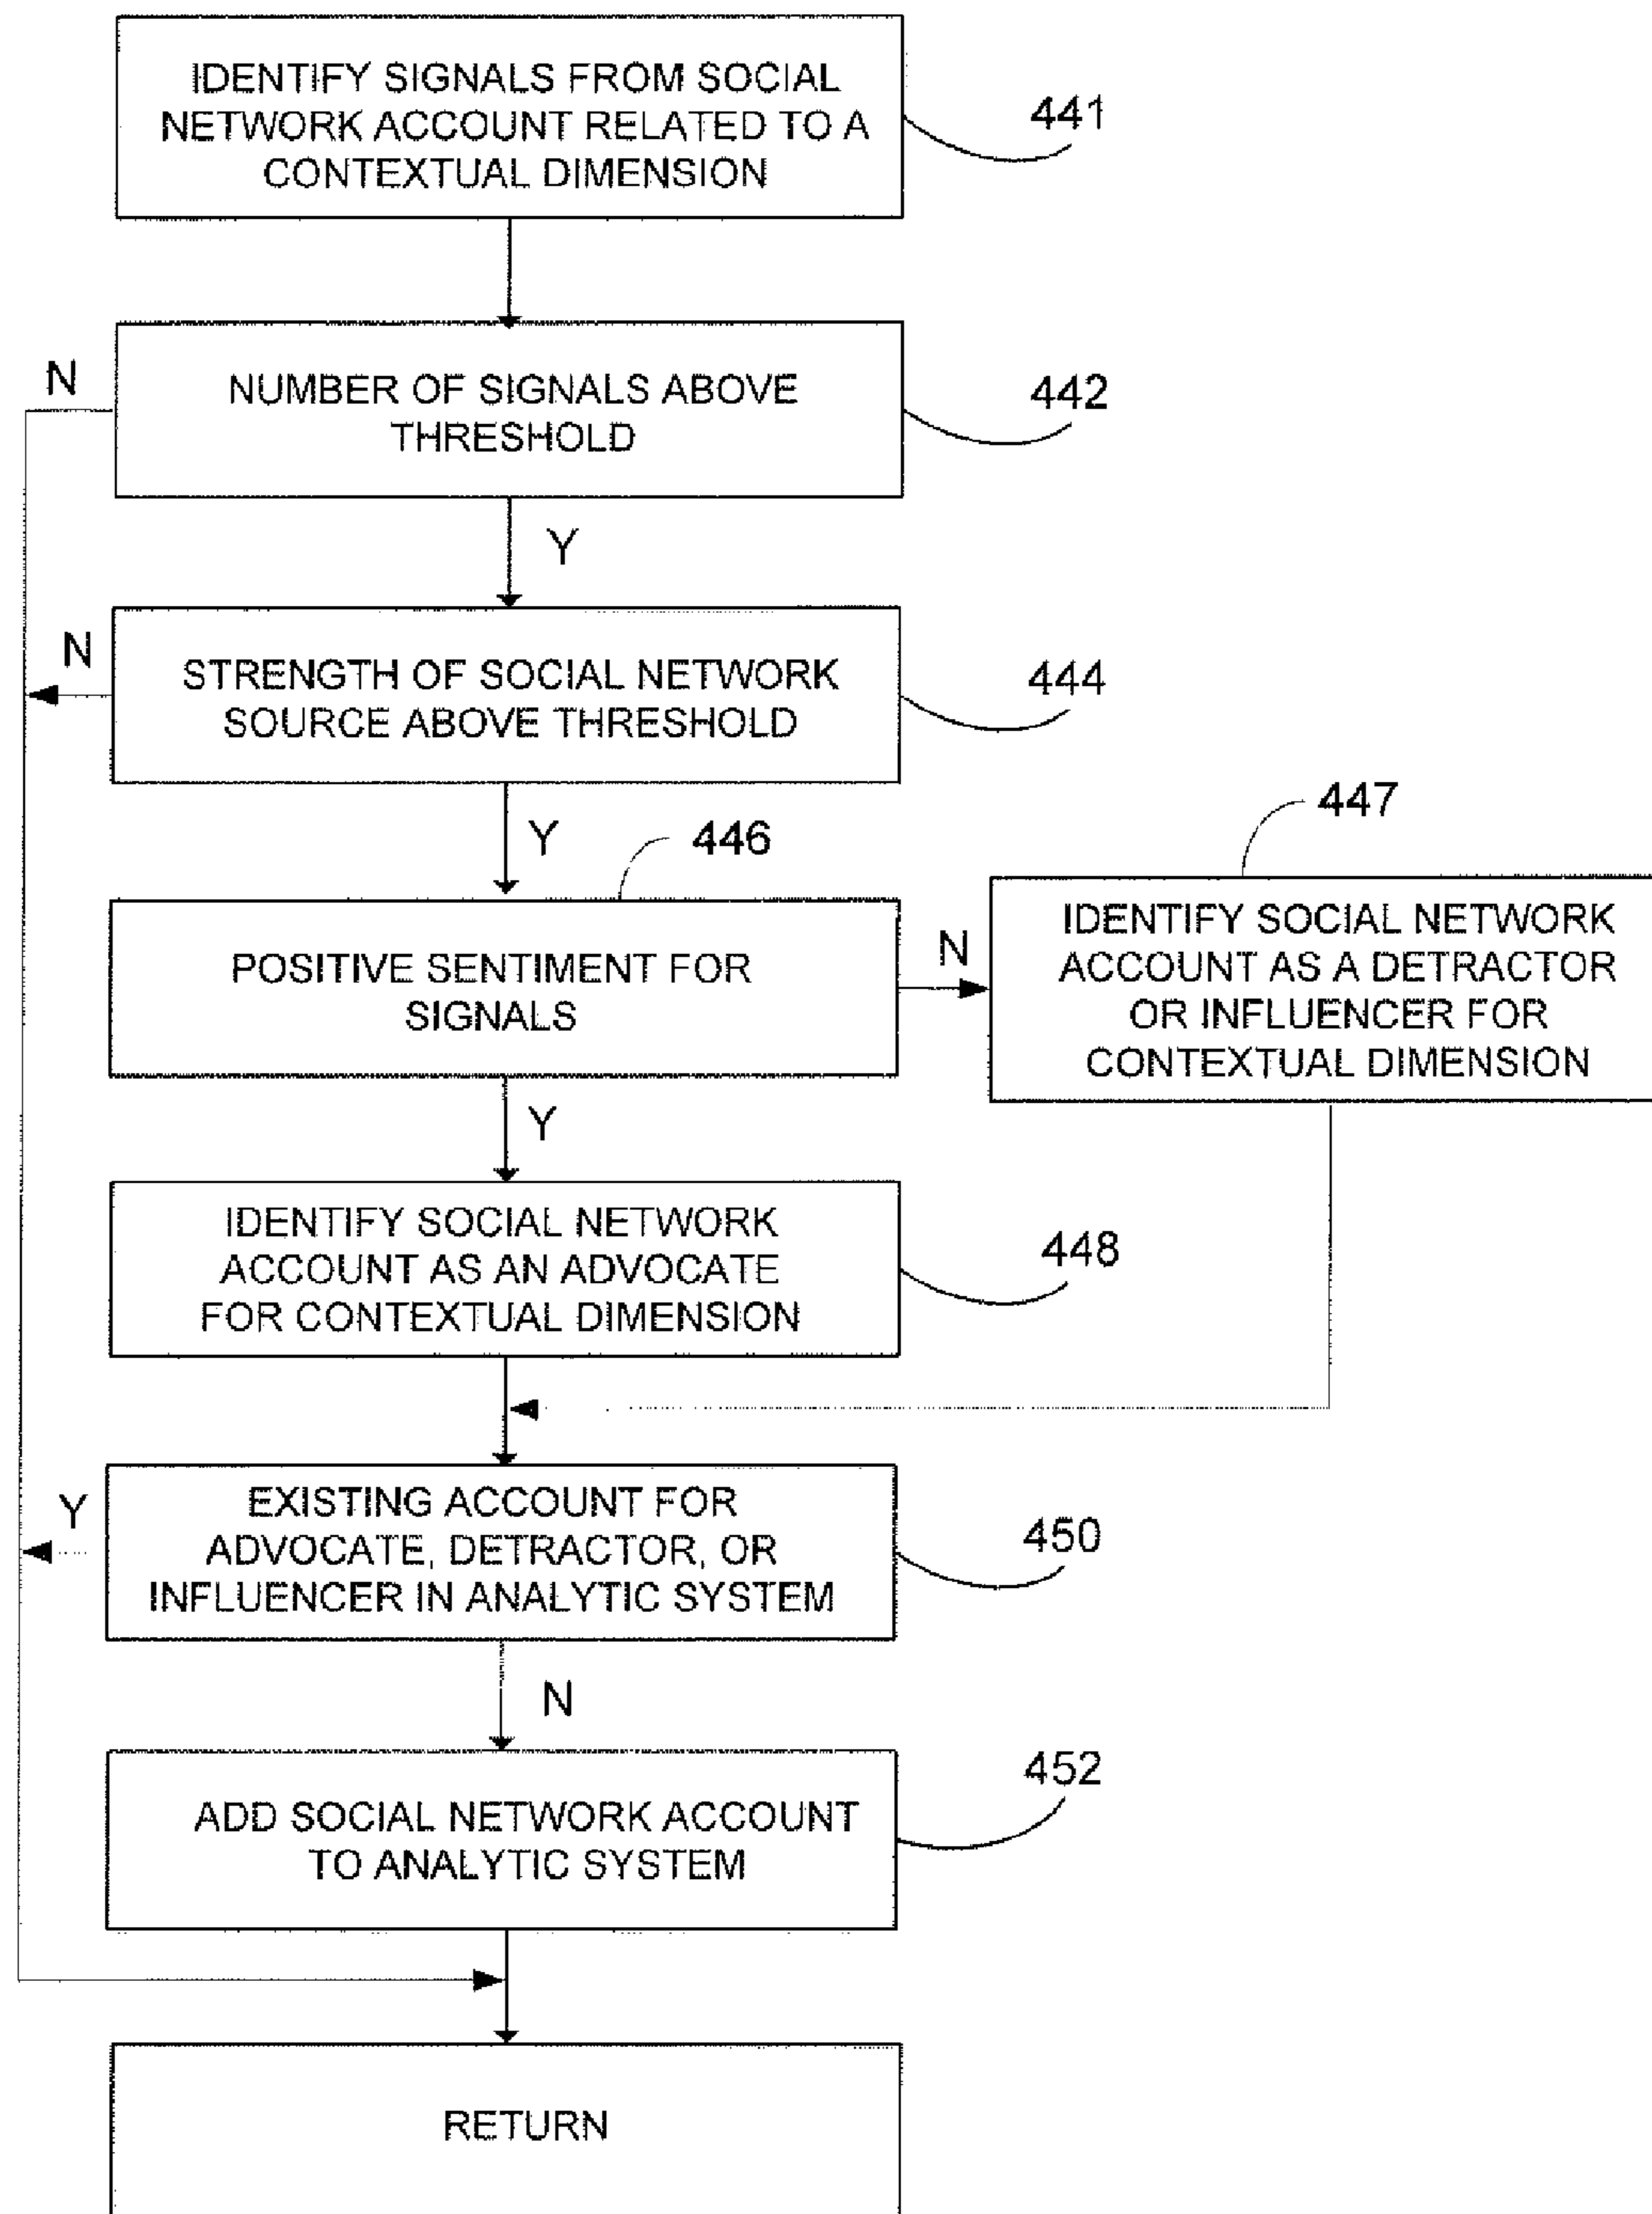 IDENTIFY SIGNALS FROM SOCIAL
NETWORK ACCOUNT RELATED TO A
CONTEXTUAL DIMENSION
441
N
NUMBER OF SIGNALS ABOVE
THRESHOLD
442
Y
N
STRENGTH OF SOCIAL NETWORK
SOURCE ABOVE THRESHOLD
444
Y
446
447
POSITIVE SENTIMENT FOR
SIGNALS
N
IDENTIFY SOCIAL NETWORK
ACCOUNT AS A DETRACTOR
OR INFLUENCER FOR
CONTEXTUAL DIMENSION
Y
IDENTIFY SOCIAL NETWORK
ACCOUNT AS AN ADVOCATE
FOR CONTEXTUAL DIMENSION
448
Y
EXISTING ACCOUNT FOR
ADVOCATE, DETRACTOR, OR
INFLUENCER IN ANALYTIC SYSTEM
450
N
ADD SOCIAL NETWORK ACCOUNT
TO ANALYTIC SYSTEM
452
RETURN